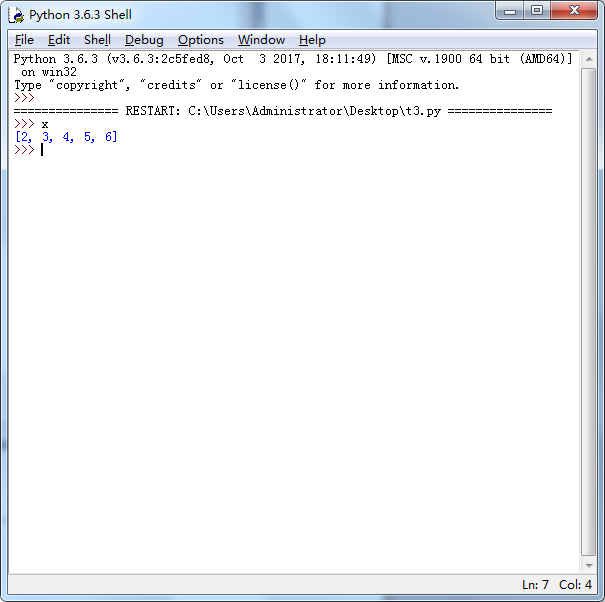 Python 3.6.3 Shell
File Edit Shell Debug Options Window Help
Python 3.6.3 (v3.6.3:2c5fed8, Oct  3 2017, 18:11:49) [MSC v.1900 64 bit (AMD64)]
 on win32
Type "copyright", "credits" or "license()" for more information.
>>>
=============== RESTART: C:\Users\Administrator\Desktop\t3.py ===============
>>> x
[2, 3, 4, 5, 6]
>>>
Ln: 7 Col: 4